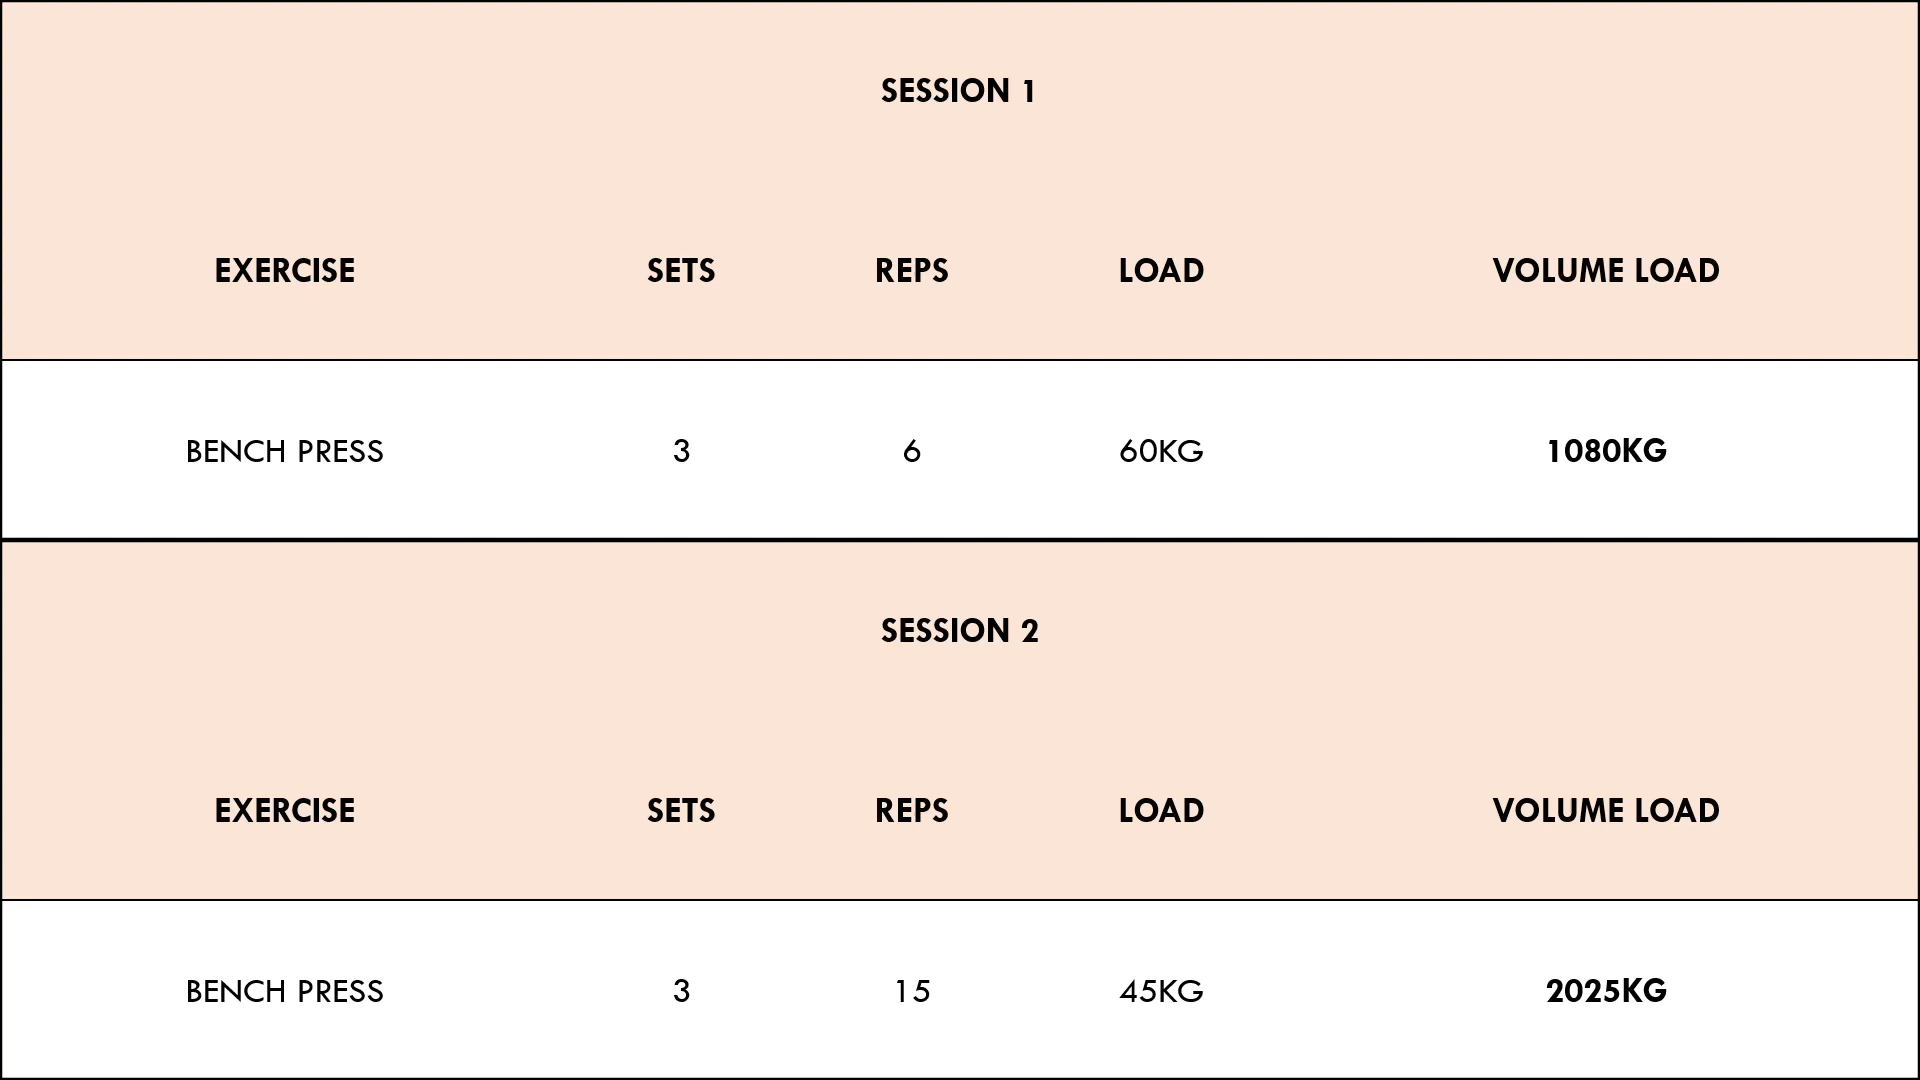 SESSION 1
EXERCISE SETS REPS LOAD VOLUME LOAD
BENCH PRESS 3 6 60KG 1080KG
SESSION 2
EXERCISE SETS REPS LOAD VOLUME LOAD
BENCH PRESS 3 15 45KG 2025KG